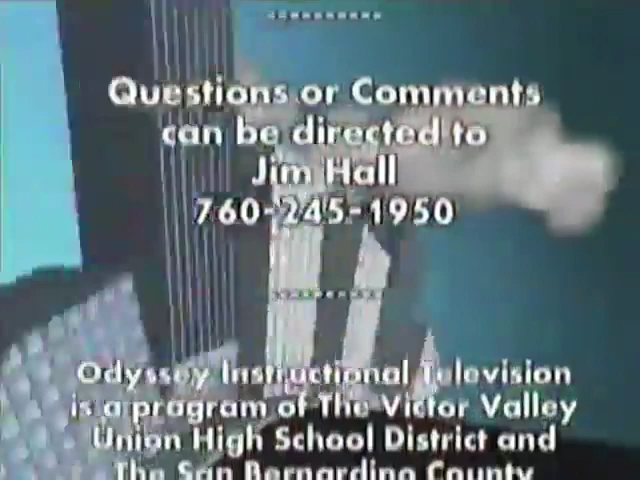 Questions or Comments
can be directed to
Jim Hall
760-245-1950
Odyssey Instructional Television
is a program of The Victor Valley
Union High School District and
The San Bernardino County